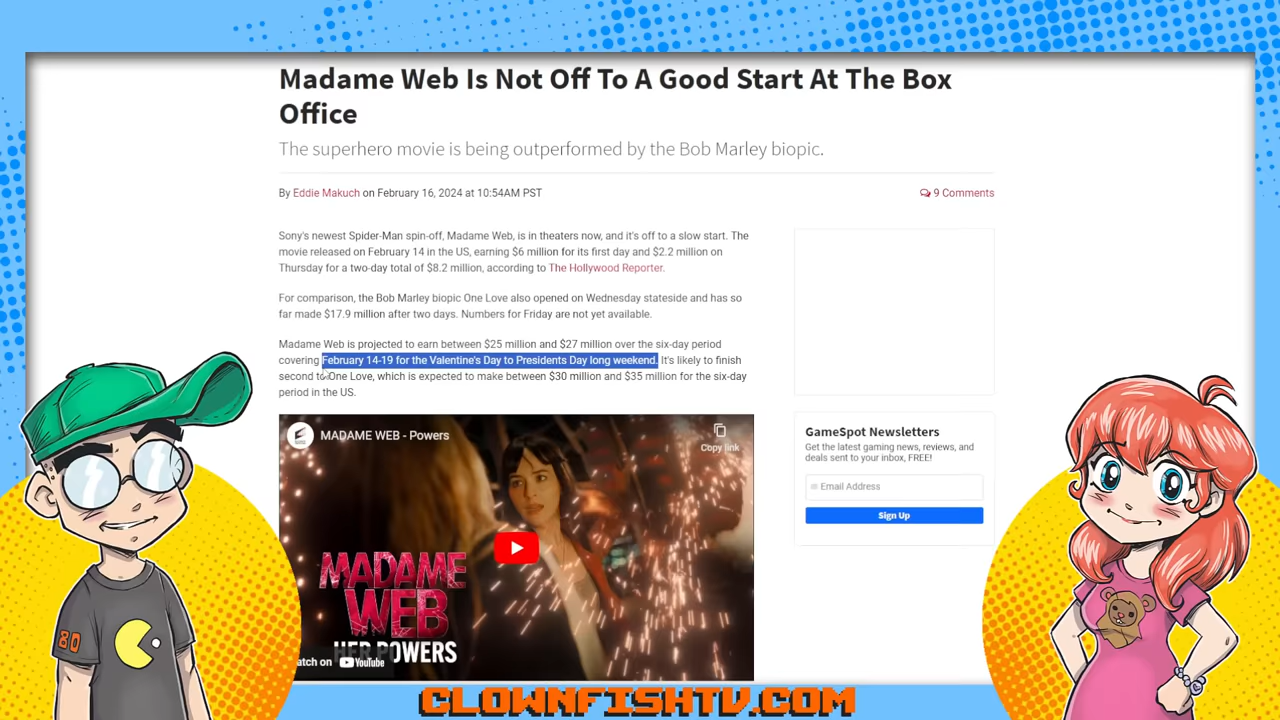 Madame Web Is Not Off To A Good Start At The Box
Office
The superhero movie is being outperformed by the Bob Marley biopic.
By Eddie Makuch on February 16, 2024 at 10:54AM PST
9 Comments
Sony's newest Spider-Man spin-off, Madame Web, is in theaters now, and it's off to a slow start. The
movie released on February 14 in the US, earning $6 million for its first day and $2.2 million on
Thursday for a two-day total of $8.2 million, according to The Hollywood Reporter.
For comparison, the Bob Marley biopic One Love also opened on Wednesday stateside and has so
far made $17.9 million after two days. Numbers for Friday are not yet available.
Madame Web is projected to earn between $25 million and $27 million over the six-day period
covering February 14-19 for the Valentine's Day to Presidents Day long weekend. It's likely to finish
second to One Love, which is expected to make between $30 million and $35 million for the six-day
period in the US.
MADAME WEB - Powers
Copy link
MADAME
WEB
HER POWERS
atch on YouTube
GameSpot Newsletters
Get the latest gaming news, reviews, and
deals sent to your inbox, FREE!
Email Address
Sign Up
80
CLOWNFISHTV.COM